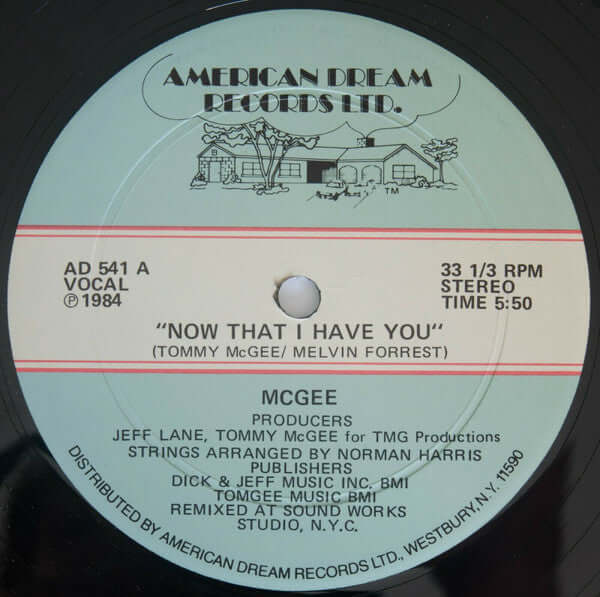 AMERICAN DREAM
RECORDS LTD.
TM
AD 541 A
VOCAL
℗ 1984
33 1/3 RPM
STEREO
TIME 5:50
"NOW THAT I HAVE YOU"
(TOMMY McGEE/ MELVIN FORREST)
MCGEE
PRODUCERS
JEFF LANE, TOMMY McGEE for TMG Productions
STRINGS ARRANGED BY NORMAN HARRIS
PUBLISHERS
DICK & JEFF MUSIC INC. BMI
TOMGEE MUSIC BMI
REMIXED AT SOUND WORKS
STUDIO, N.Y.C.
DISTRIBUTED BY AMERICAN DREAM RECORDS LTD., WESTBURY, N.Y. 11590